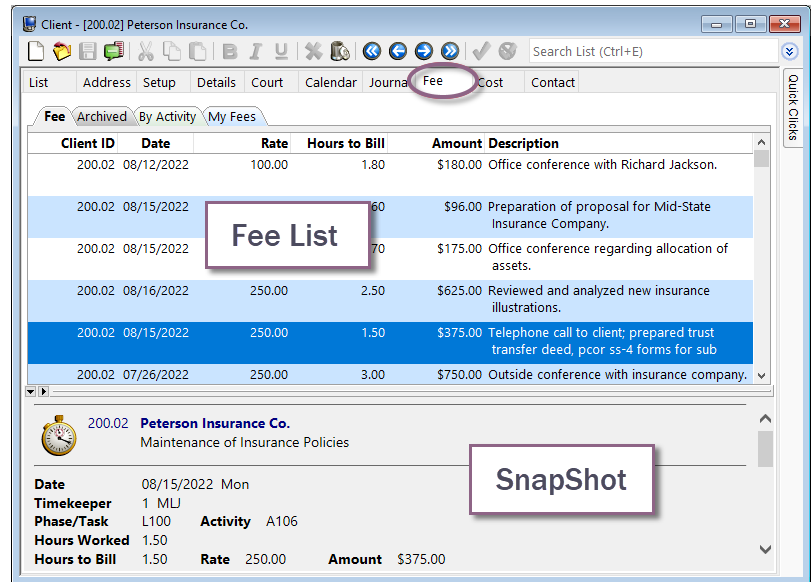 Client - [200.02] Peterson Insurance Co.
B I U Search List (Ctrl+E)
List Address Setup Details Court Calendar Journa Fee Cost Contact
Quick Clicks
Fee Archived By Activity My Fees
Client ID Date Rate Hours to Bill Amount Description
200.02 08/12/2022 100.00 1.80 $180.00 Office conference with Richard Jackson.
200.02 08/15/2022 60 $96.00 Preparation of proposal for Mid-State
Insurance Company.
Fee List
200.02 08/15/2022 70 $175.00 Office conference regarding allocation of
assets.
200.02 08/16/2022 250.00 2.50 $625.00 Reviewed and analyzed new insurance
illustrations.
200.02 08/15/2022 250.00 1.50 $375.00 Telephone call to client; prepared trust
transfer deed, pcor ss-4 forms for sub
200.02 07/26/2022 250.00 3.00 $750.00 Outside conference with insurance company.
200.02 Peterson Insurance Co.
Maintenance of Insurance Policies
SnapShot
Date 08/15/2022 Mon
Timekeeper 1 MLJ
Phase/Task L100 Activity A106
Hours Worked 1.50
Hours to Bill 1.50 Rate 250.00 Amount $375.00